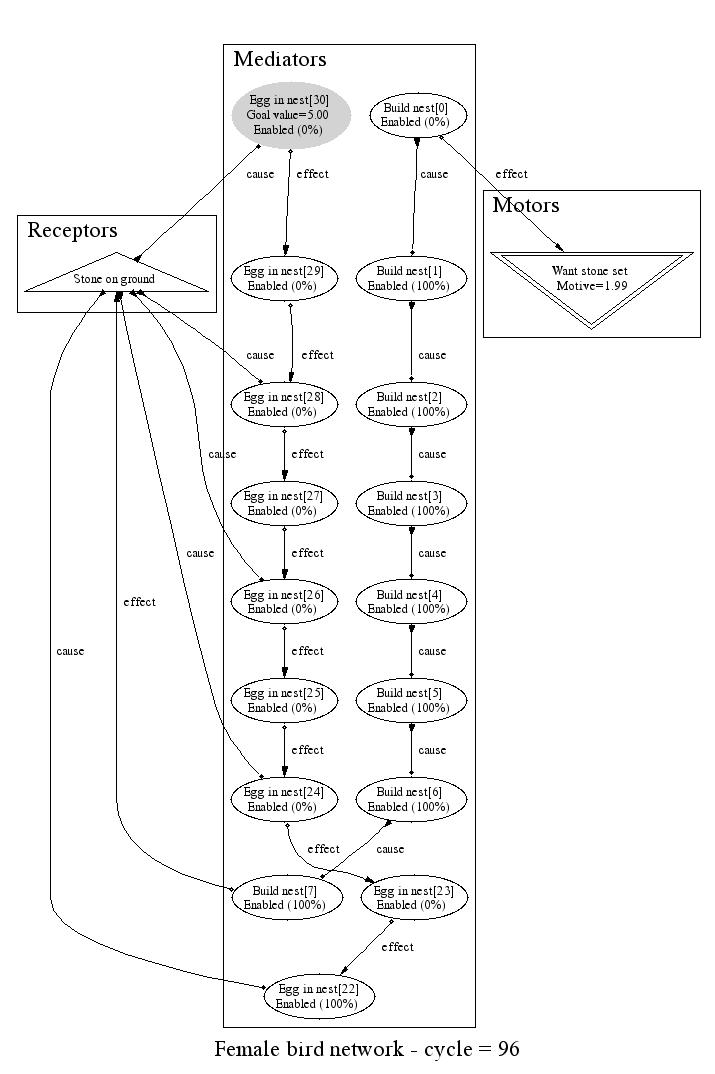 Mediators
Egg in nest[30]
Goal value=5.00
Enabled (0%)
Build nest[0]
Enabled (0%)
cause
effect
cause
effect
Motors
Receptors
Stone on ground
Egg in nest[29]
Enabled (0%)
Build nest[1]
Enabled (100%)
Want stone set
Motive=1.99
cause
effect
cause
Egg in nest[28]
Enabled (0%)
Build nest[2]
Enabled (100%)
cause
effect
cause
Egg in nest[27]
Enabled (0%)
Build nest[3]
Enabled (100%)
cause
effect
cause
Egg in nest[26]
Enabled (0%)
Build nest[4]
Enabled (100%)
effect
cause
effect
cause
Egg in nest[25]
Enabled (0%)
Build nest[5]
Enabled (100%)
effect
cause
Egg in nest[24]
Enabled (0%)
Build nest[6]
Enabled (100%)
effect
cause
Build nest[7]
Enabled (100%)
Egg in nest[23]
Enabled (0%)
effect
Egg in nest[22]
Enabled (100%)
Female bird network - cycle = 96